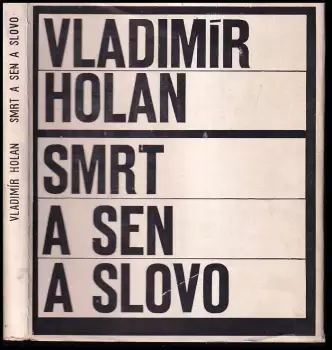 VLADIMÍR HOLAN SMRT A SEN A SLOVO
VLADIMÍR
HOLAN
SMRT
A SEN
A SLOVO